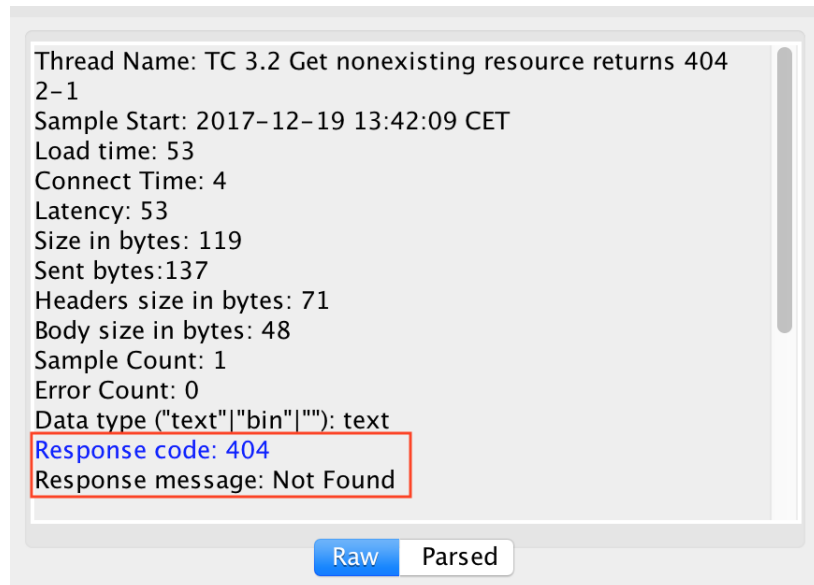 Thread Name: TC 3.2 Get nonexisting resource returns 404
2-1
Sample Start: 2017-12-19 13:42:09 CET
Load time: 53
Connect Time: 4
Latency: 53
Size in bytes: 119
Sent bytes:137
Headers size in bytes: 71
Body size in bytes: 48
Sample Count: 1
Error Count: 0
Data type ("text"|"bin"|""): text
Response code: 404
Response message: Not Found
Raw Parsed